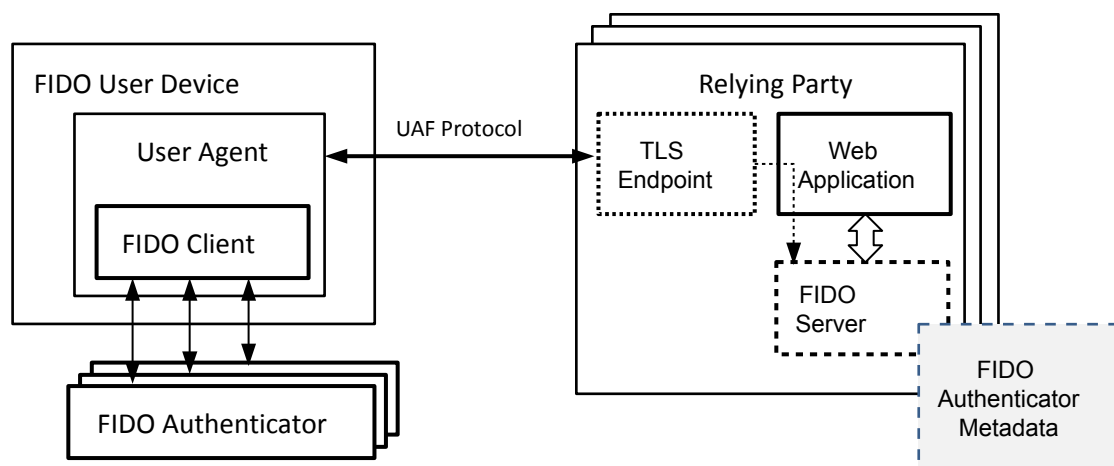 FIDO User Device
User Agent
FIDO Client
FIDO Authenticator
UAF Protocol
Relying Party
TLS
Endpoint
Web
Application
FIDO
Server
FIDO
Authenticator
Metadata